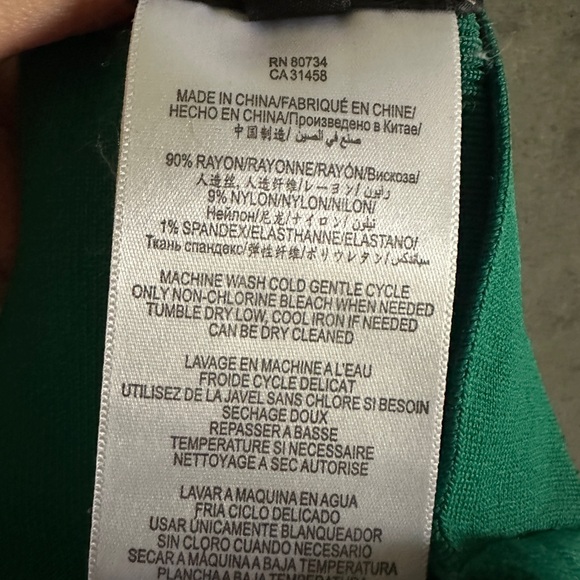 RN 80734
CA 31458
MADE IN CHINA/FABRIQUÉ EN CHINE/
HECHO EN CHINA/Произведено в Китае/
中国制造/صنع في الصين/
90% RAYON/RAYONNE/RAYÓN/Вискоза/
人造丝, 人造纤维/レーヨン/رايون/
9% NYLON/NYLON/NILON/
Нейлон/尼龙/ナイロン/نيلون/
1% SPANDEX/ELASTHANNE/ELASTANO/
Ткань спандекс/弹性纤维/ポリウレタン/سباندكس/
MACHINE WASH COLD GENTLE CYCLE
ONLY NON-CHLORINE BLEACH WHEN NEEDED
TUMBLE DRY LOW, COOL IRON IF NEEDED
CAN BE DRY CLEANED
LAVAGE EN MACHINE A L'EAU
FROIDE CYCLE DELICAT
UTILISEZ DE LA JAVEL SANS CHLORE SI BESOIN
SECHAGE DOUX
REPASSER A BASSE
TEMPERATURE SI NECESSAIRE
NETTOYAGE A SEC AUTORISE
LAVAR A MAQUINA EN AGUA
FRIA CICLO DELICADO
USAR ÚNICAMENTE BLANQUEADOR
SIN CLORO CUANDO NECESARIO
SECAR A MÁQUINA A BAJA TEMPERATURA
PLANCHA A BAJA TEMPERATURA